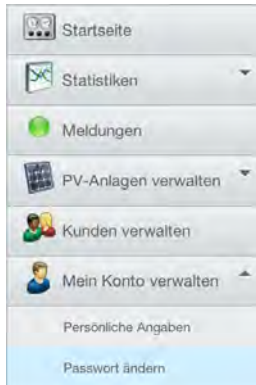 Startseite
Statistiken
Meldungen
PV-Anlagen verwalten
Kunden verwalten
Mein Konto verwalten
Persönliche Angaben
Passwort ändern